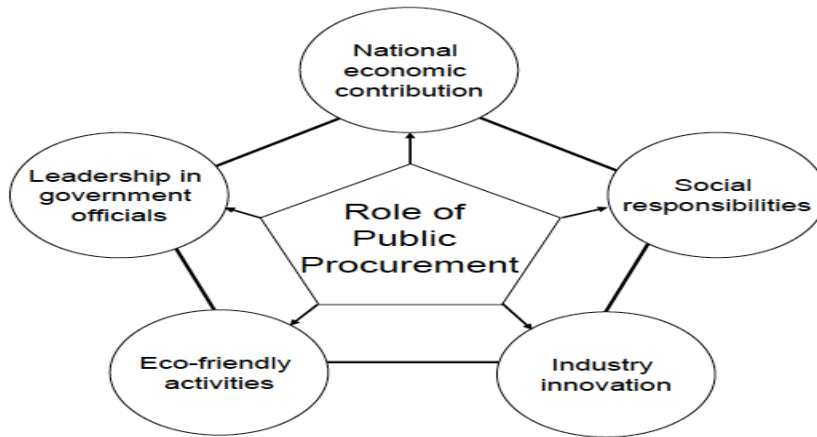 National
economic
contribution
Leadership in
government
officials
Social
responsibilities
Role of
Public
Procurement
Eco-friendly
activities
Industry
innovation